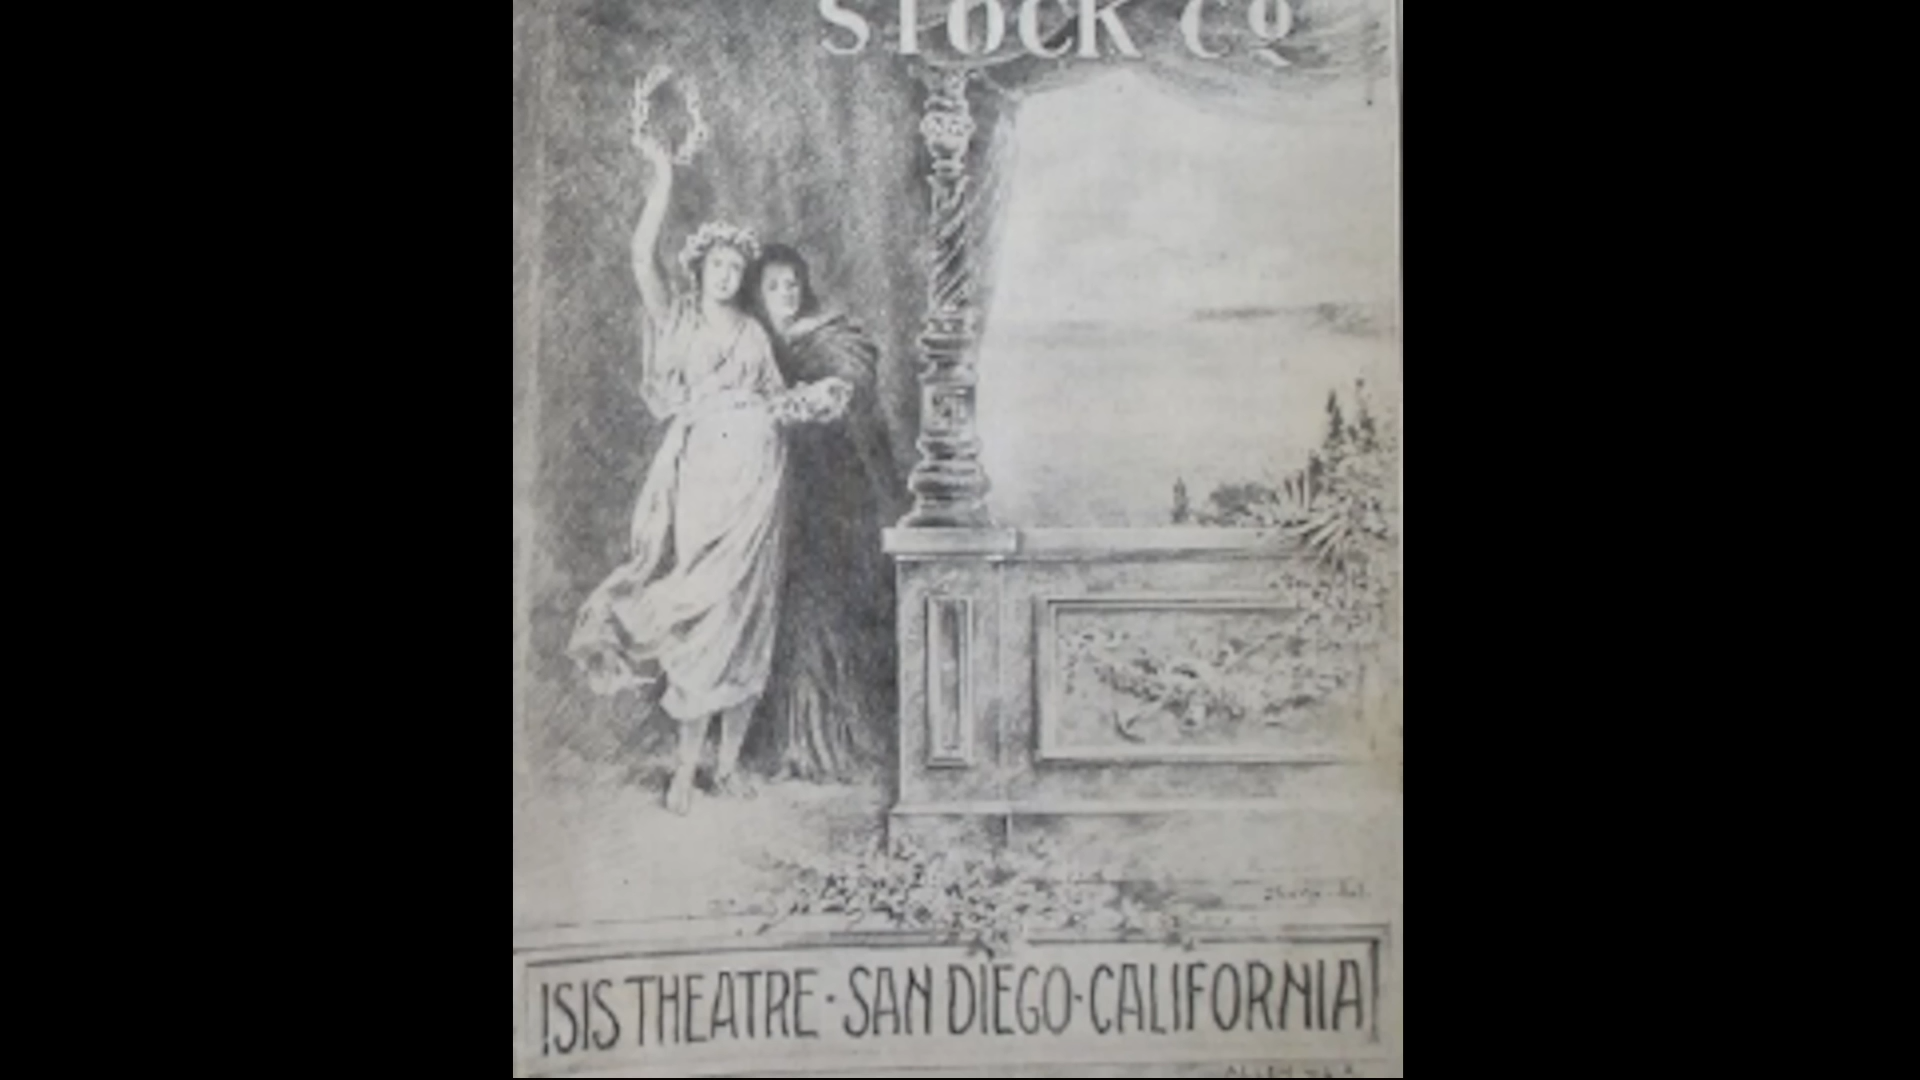 STOCK CO
ISIS THEATRE · SAN DIEGO · CALIFORNIA